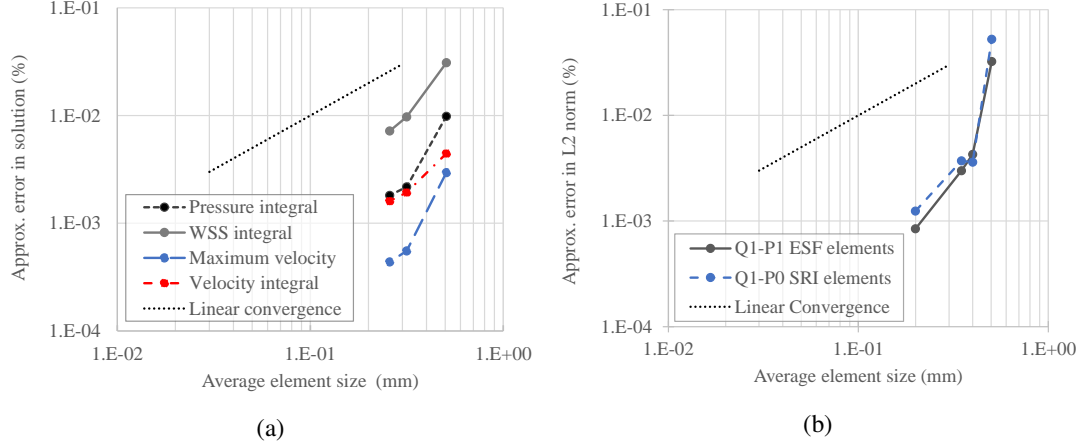 1.E-01
1.E-02
1.E-03
1.E-04
1.E-02
1.E-01
1.E+00
Approx. error in solution (%)
Average element size (mm)
Pressure integral
WSS integral
Maximum velocity
Velocity integral
Linear convergence
(a)
1.E-01
1.E-02
1.E-03
1.E-04
1.E-02
1.E-01
1.E+00
Approx. error in L2 norm (%)
Average element size (mm)
Q1-P1 ESF elements
Q1-P0 SRI elements
Linear Convergence
(b)